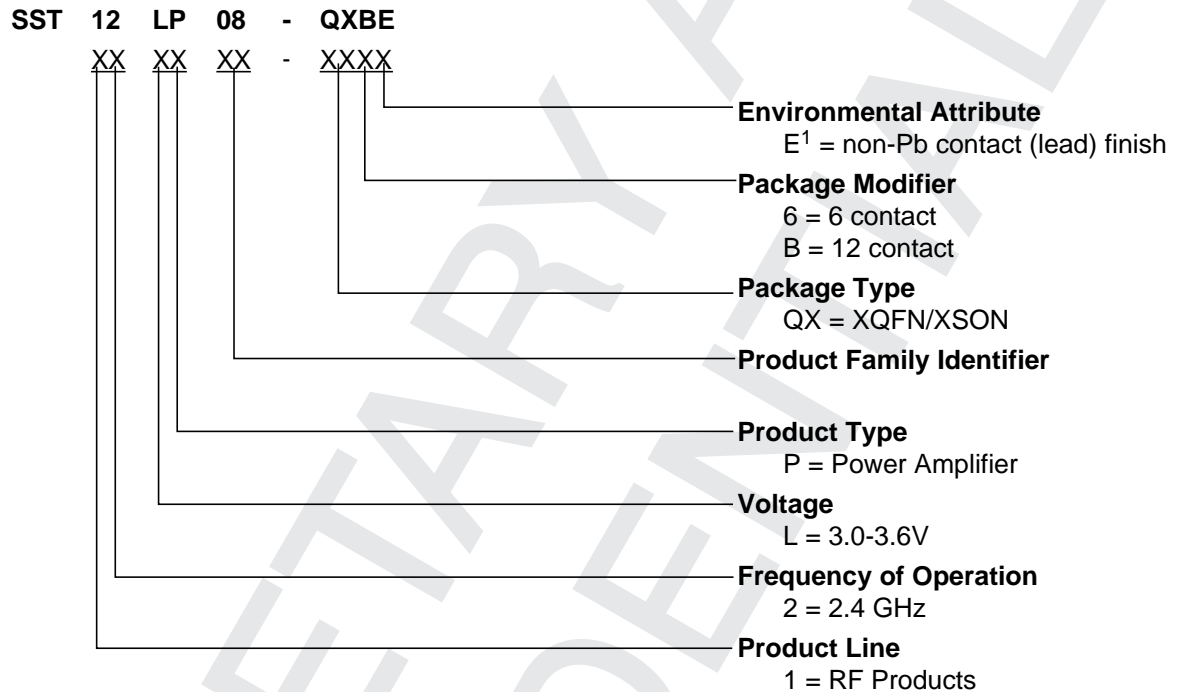 SST 12 LP 08 - QXBE
XX XX XX - XXXX
Environmental Attribute
E1 = non-Pb contact (lead) finish
Package Modifier
6 = 6 contact
B = 12 contact
Package Type
QX = XQFN/XSON
Product Family Identifier
Product Type
P = Power Amplifier
Voltage
L = 3.0-3.6V
Frequency of Operation
2 = 2.4 GHz
Product Line
1 = RF Products